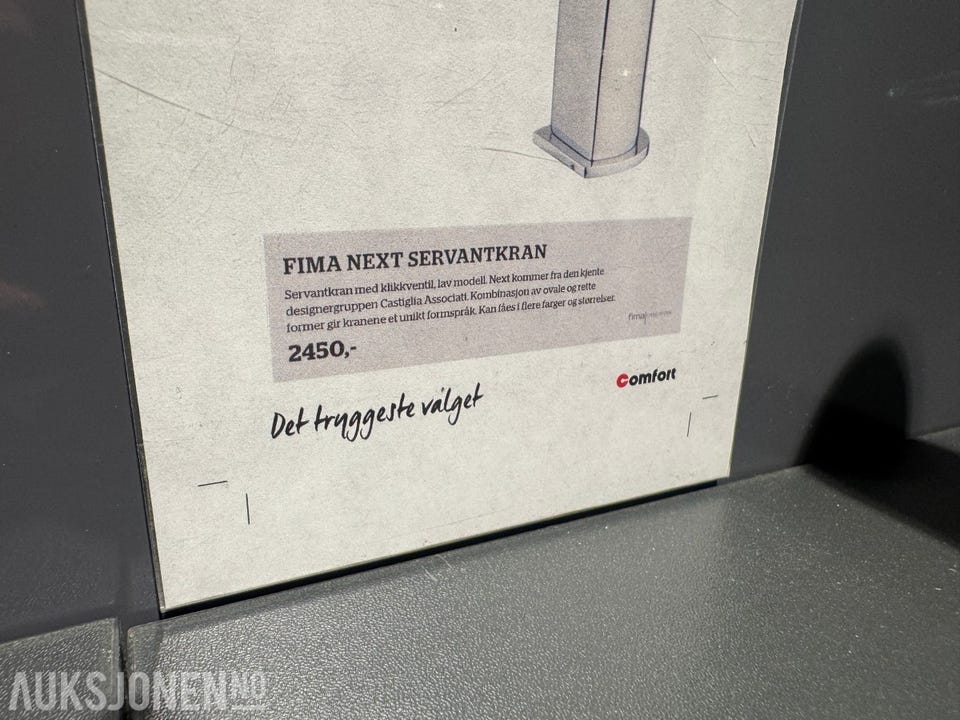 FIMA NEXT SERVANTKRAN
Servantkran med klikkventil, lav modell. Next kommer fra den kjente
designergruppen Castiglia Associati. Kombinasjon av ovale og rette
former gir kranene et unikt formspråk. Kan fåes i flere farger og størrelser.
fima
2450,-
Comfort
Det tryggeste valget
AUKSJONEN.NO